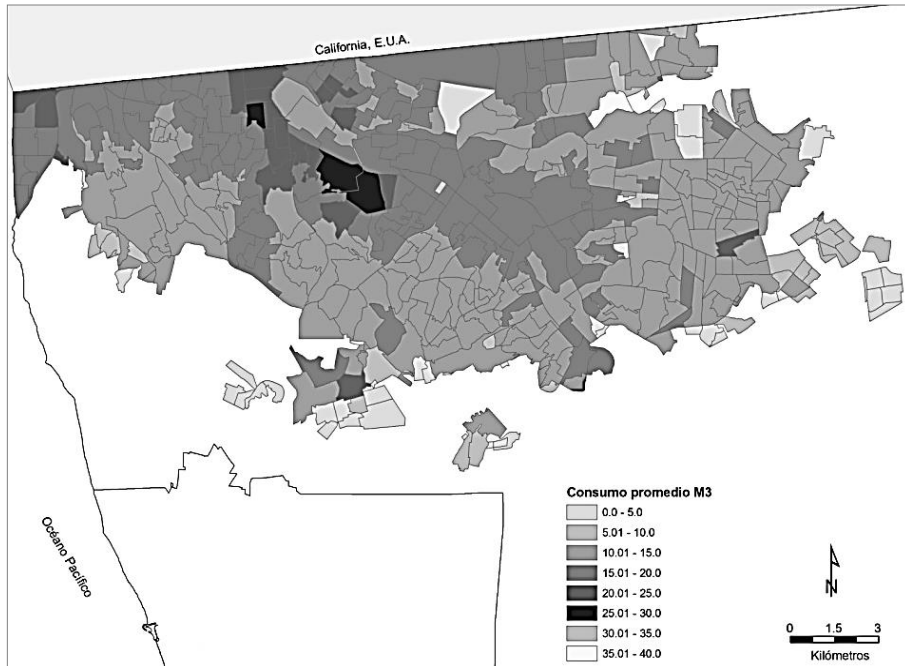 California, E.U.A.
Océano Pacífico
Consumo promedio M3
0.0 - 5.0
5.01 - 10.0
10.01 - 15.0
15.01 - 20.0
20.01 - 25.0
25.01 - 30.0
30.01 - 35.0
35.01 - 40.0
N
0 1.5 3
Kilómetros